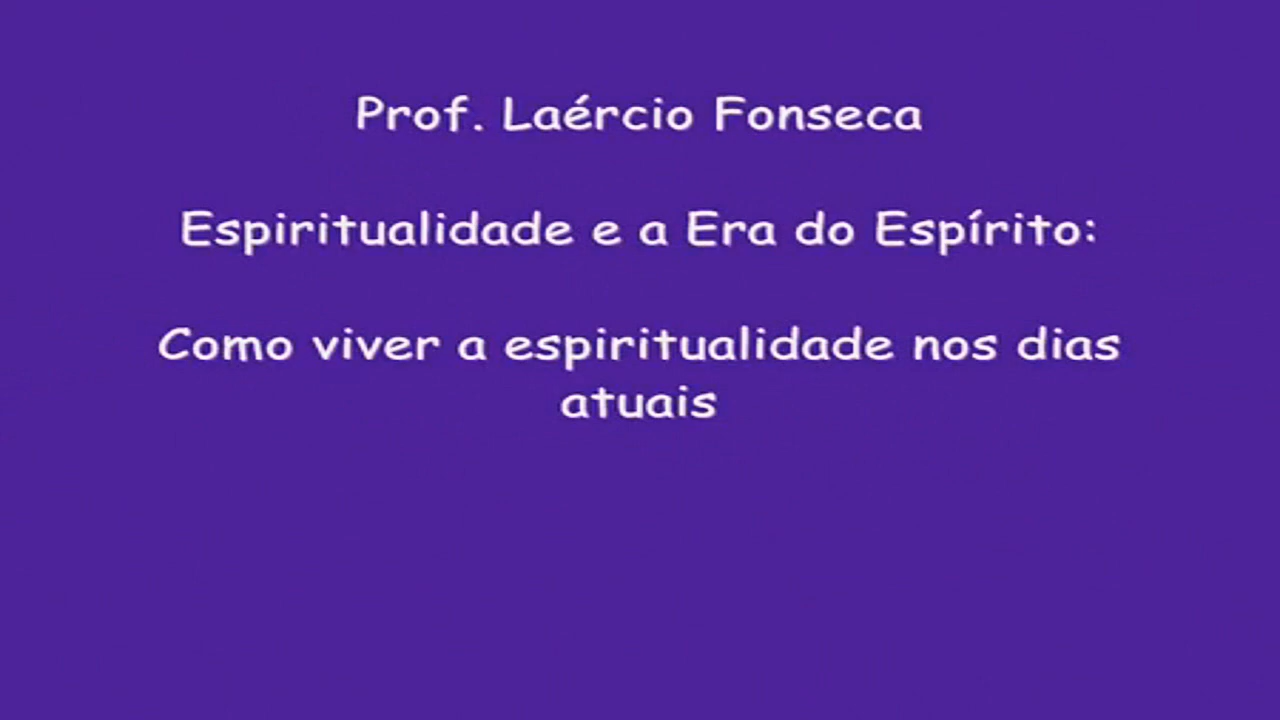 Prof. Laércio Fonseca
Espiritualidade e a Era do Espírito:
Como viver a espiritualidade nos dias
atuais